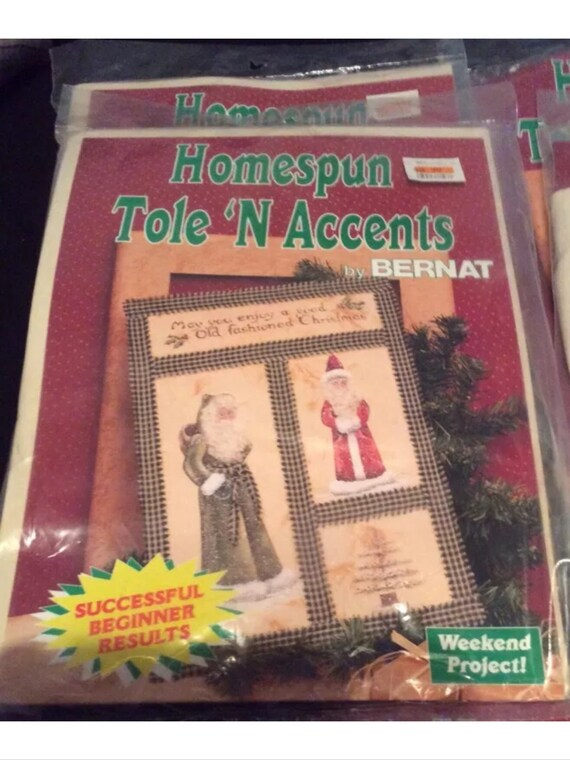 Homespun
H
Homespun
T
Tole 'N Accents
by BERNAT
May you enjoy a good
Old fashioned Christmas
SUCCESSFUL
BEGINNER
RESULTS
Weekend
Project!